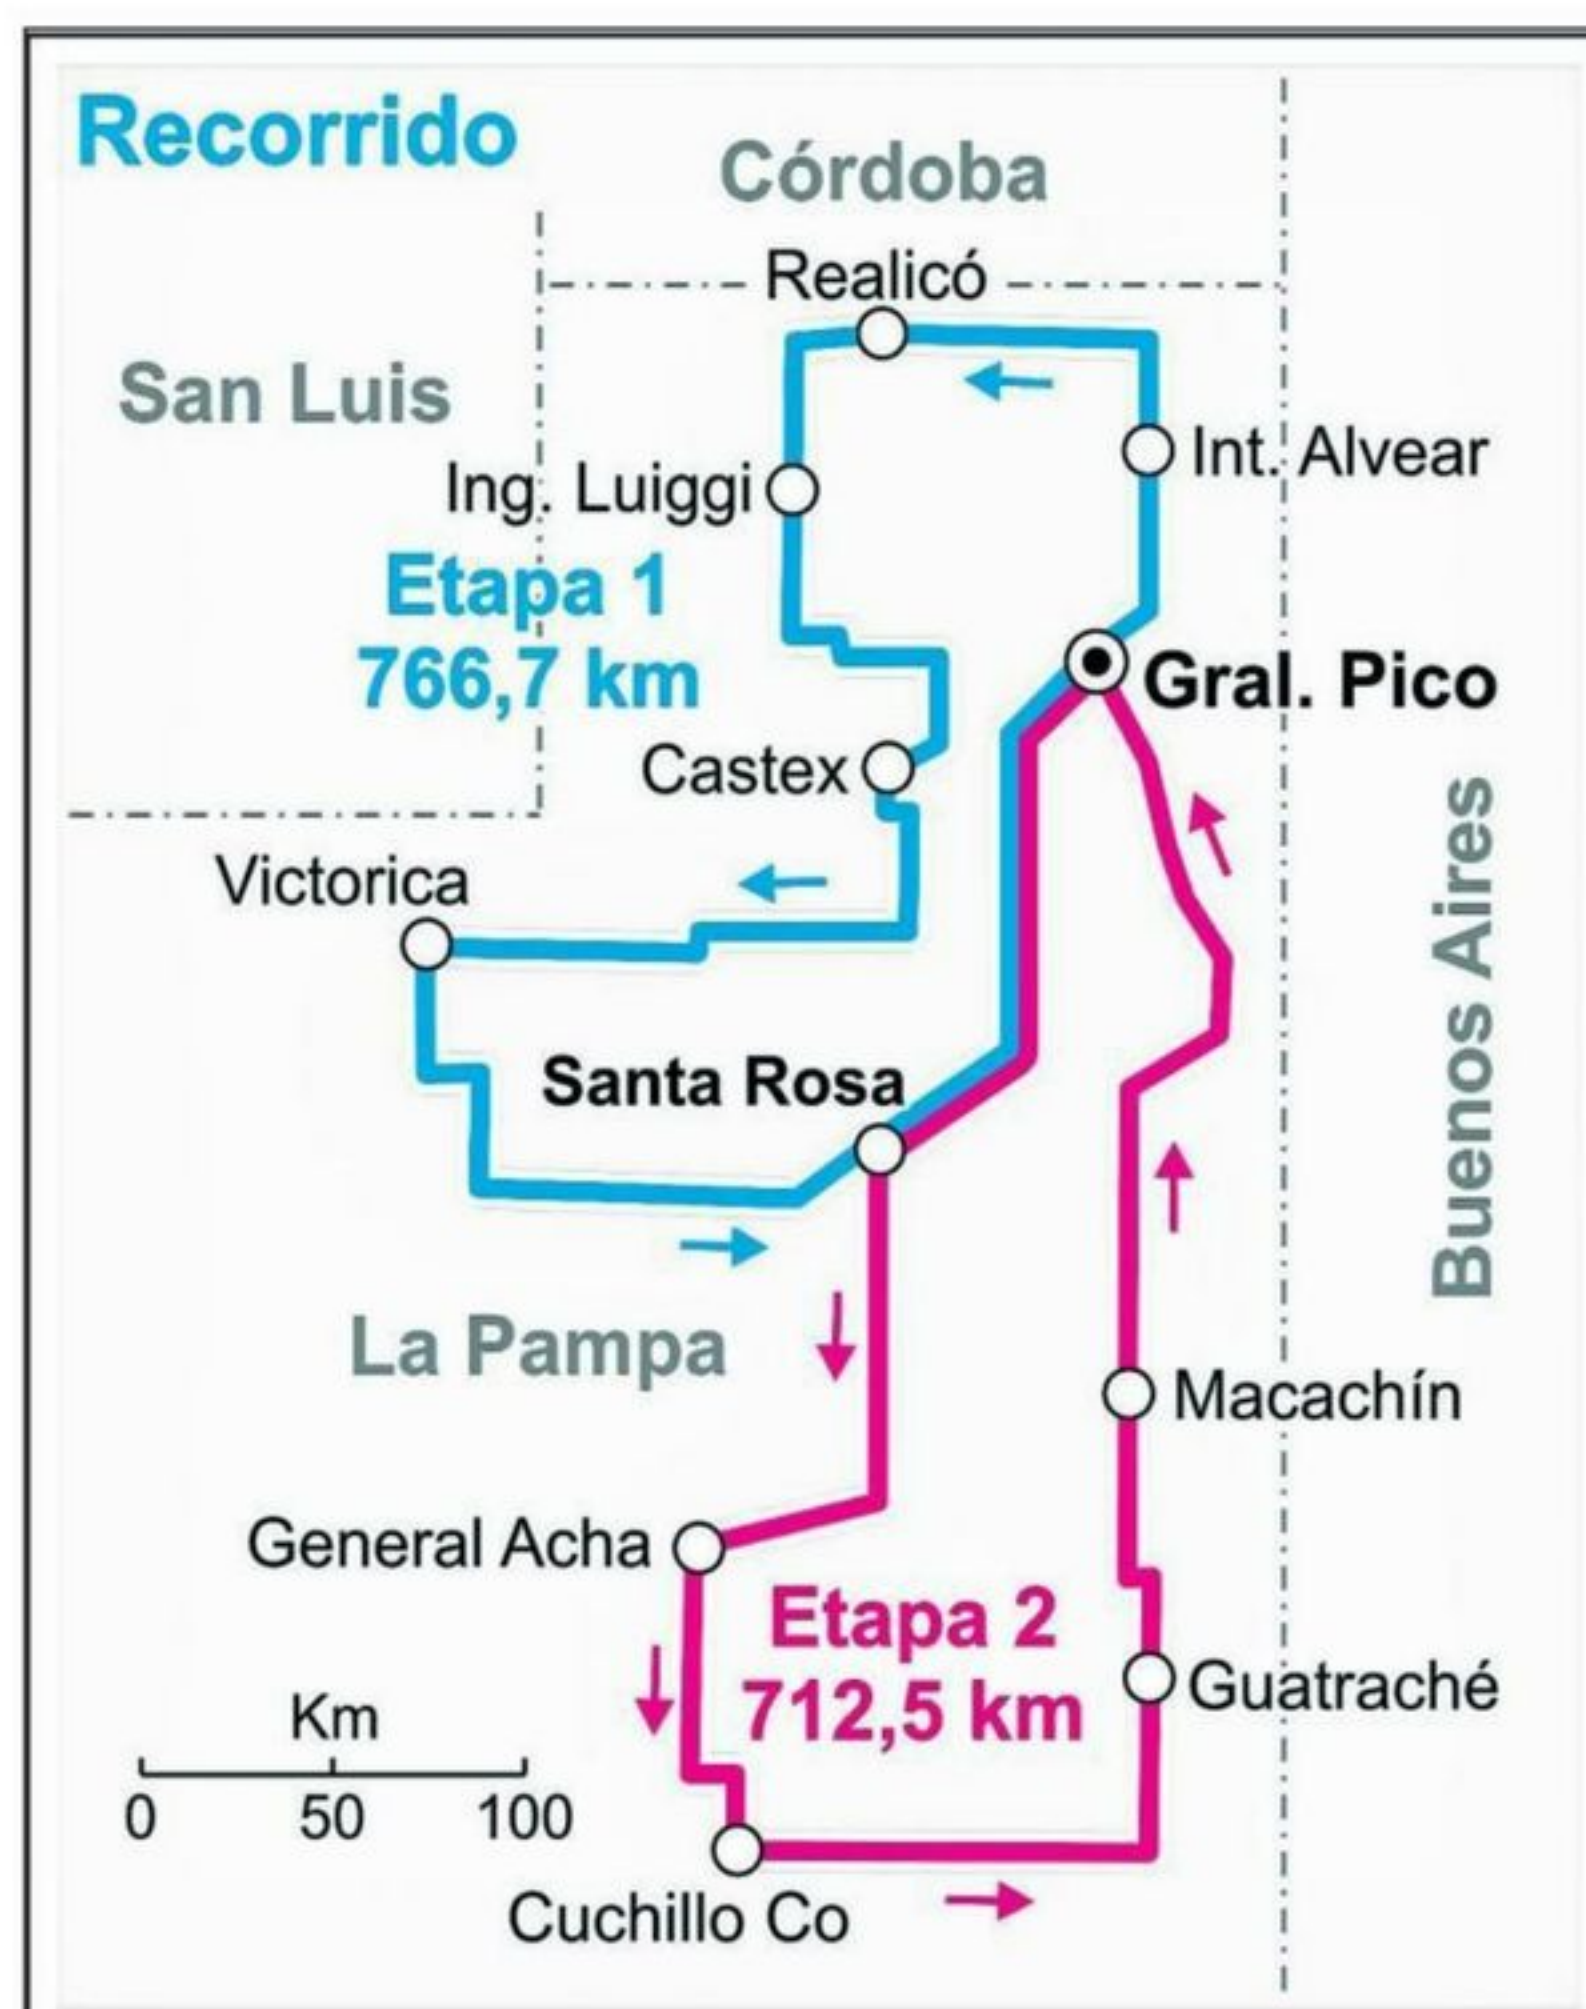 Recorrido
Córdoba
Realicó
San Luis
Int. Alvear
Ing. Luiggi
Etapa 1
766,7 km
Gral. Pico
Castex
Victorica
Buenos Aires
Santa Rosa
La Pampa
Macachín
General Acha
Etapa 2
712,5 km
Guatraché
Km
0 50 100
Cuchillo Co